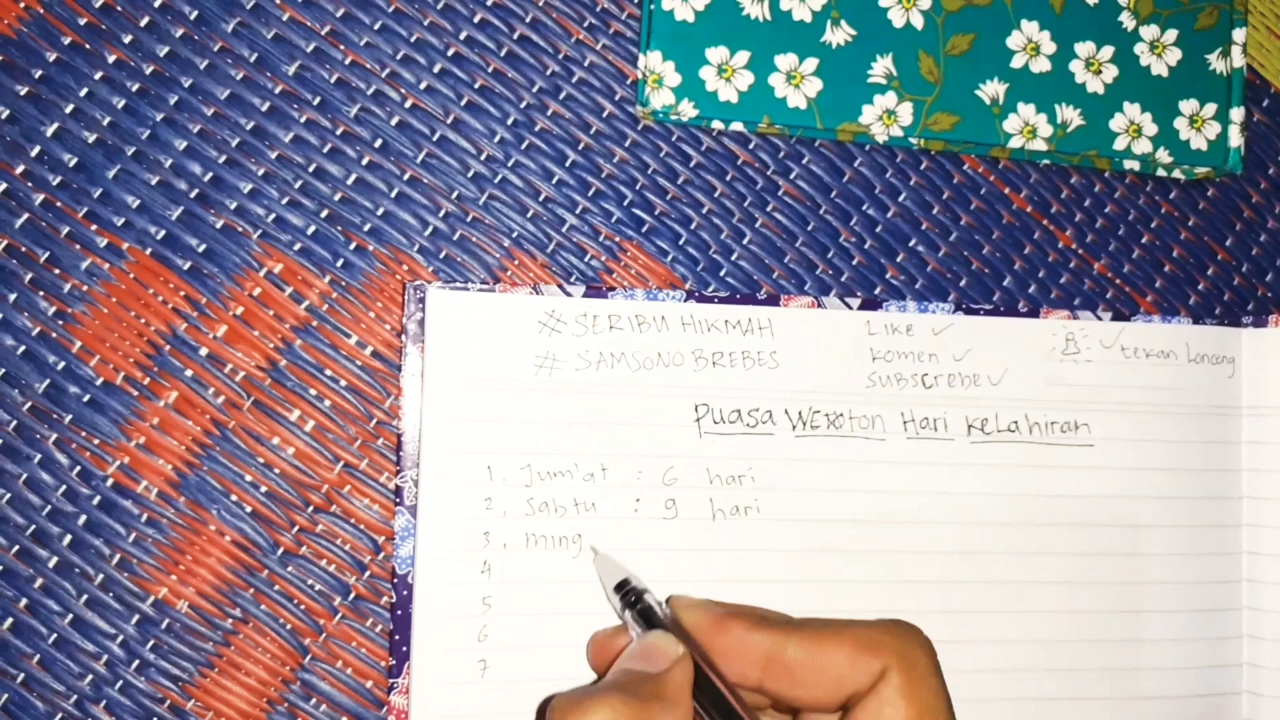 #SERIBU HIKMAH
#SAMSONO BREBES
Like ✓
komen ✓
subscrebe ✓
✓ tekan Lonceng
Puasa WEtoton Hari Kelahiran
1. Jum'at : 6 hari
2. Sabtu : 9 hari
3. ming
4
5
6
7